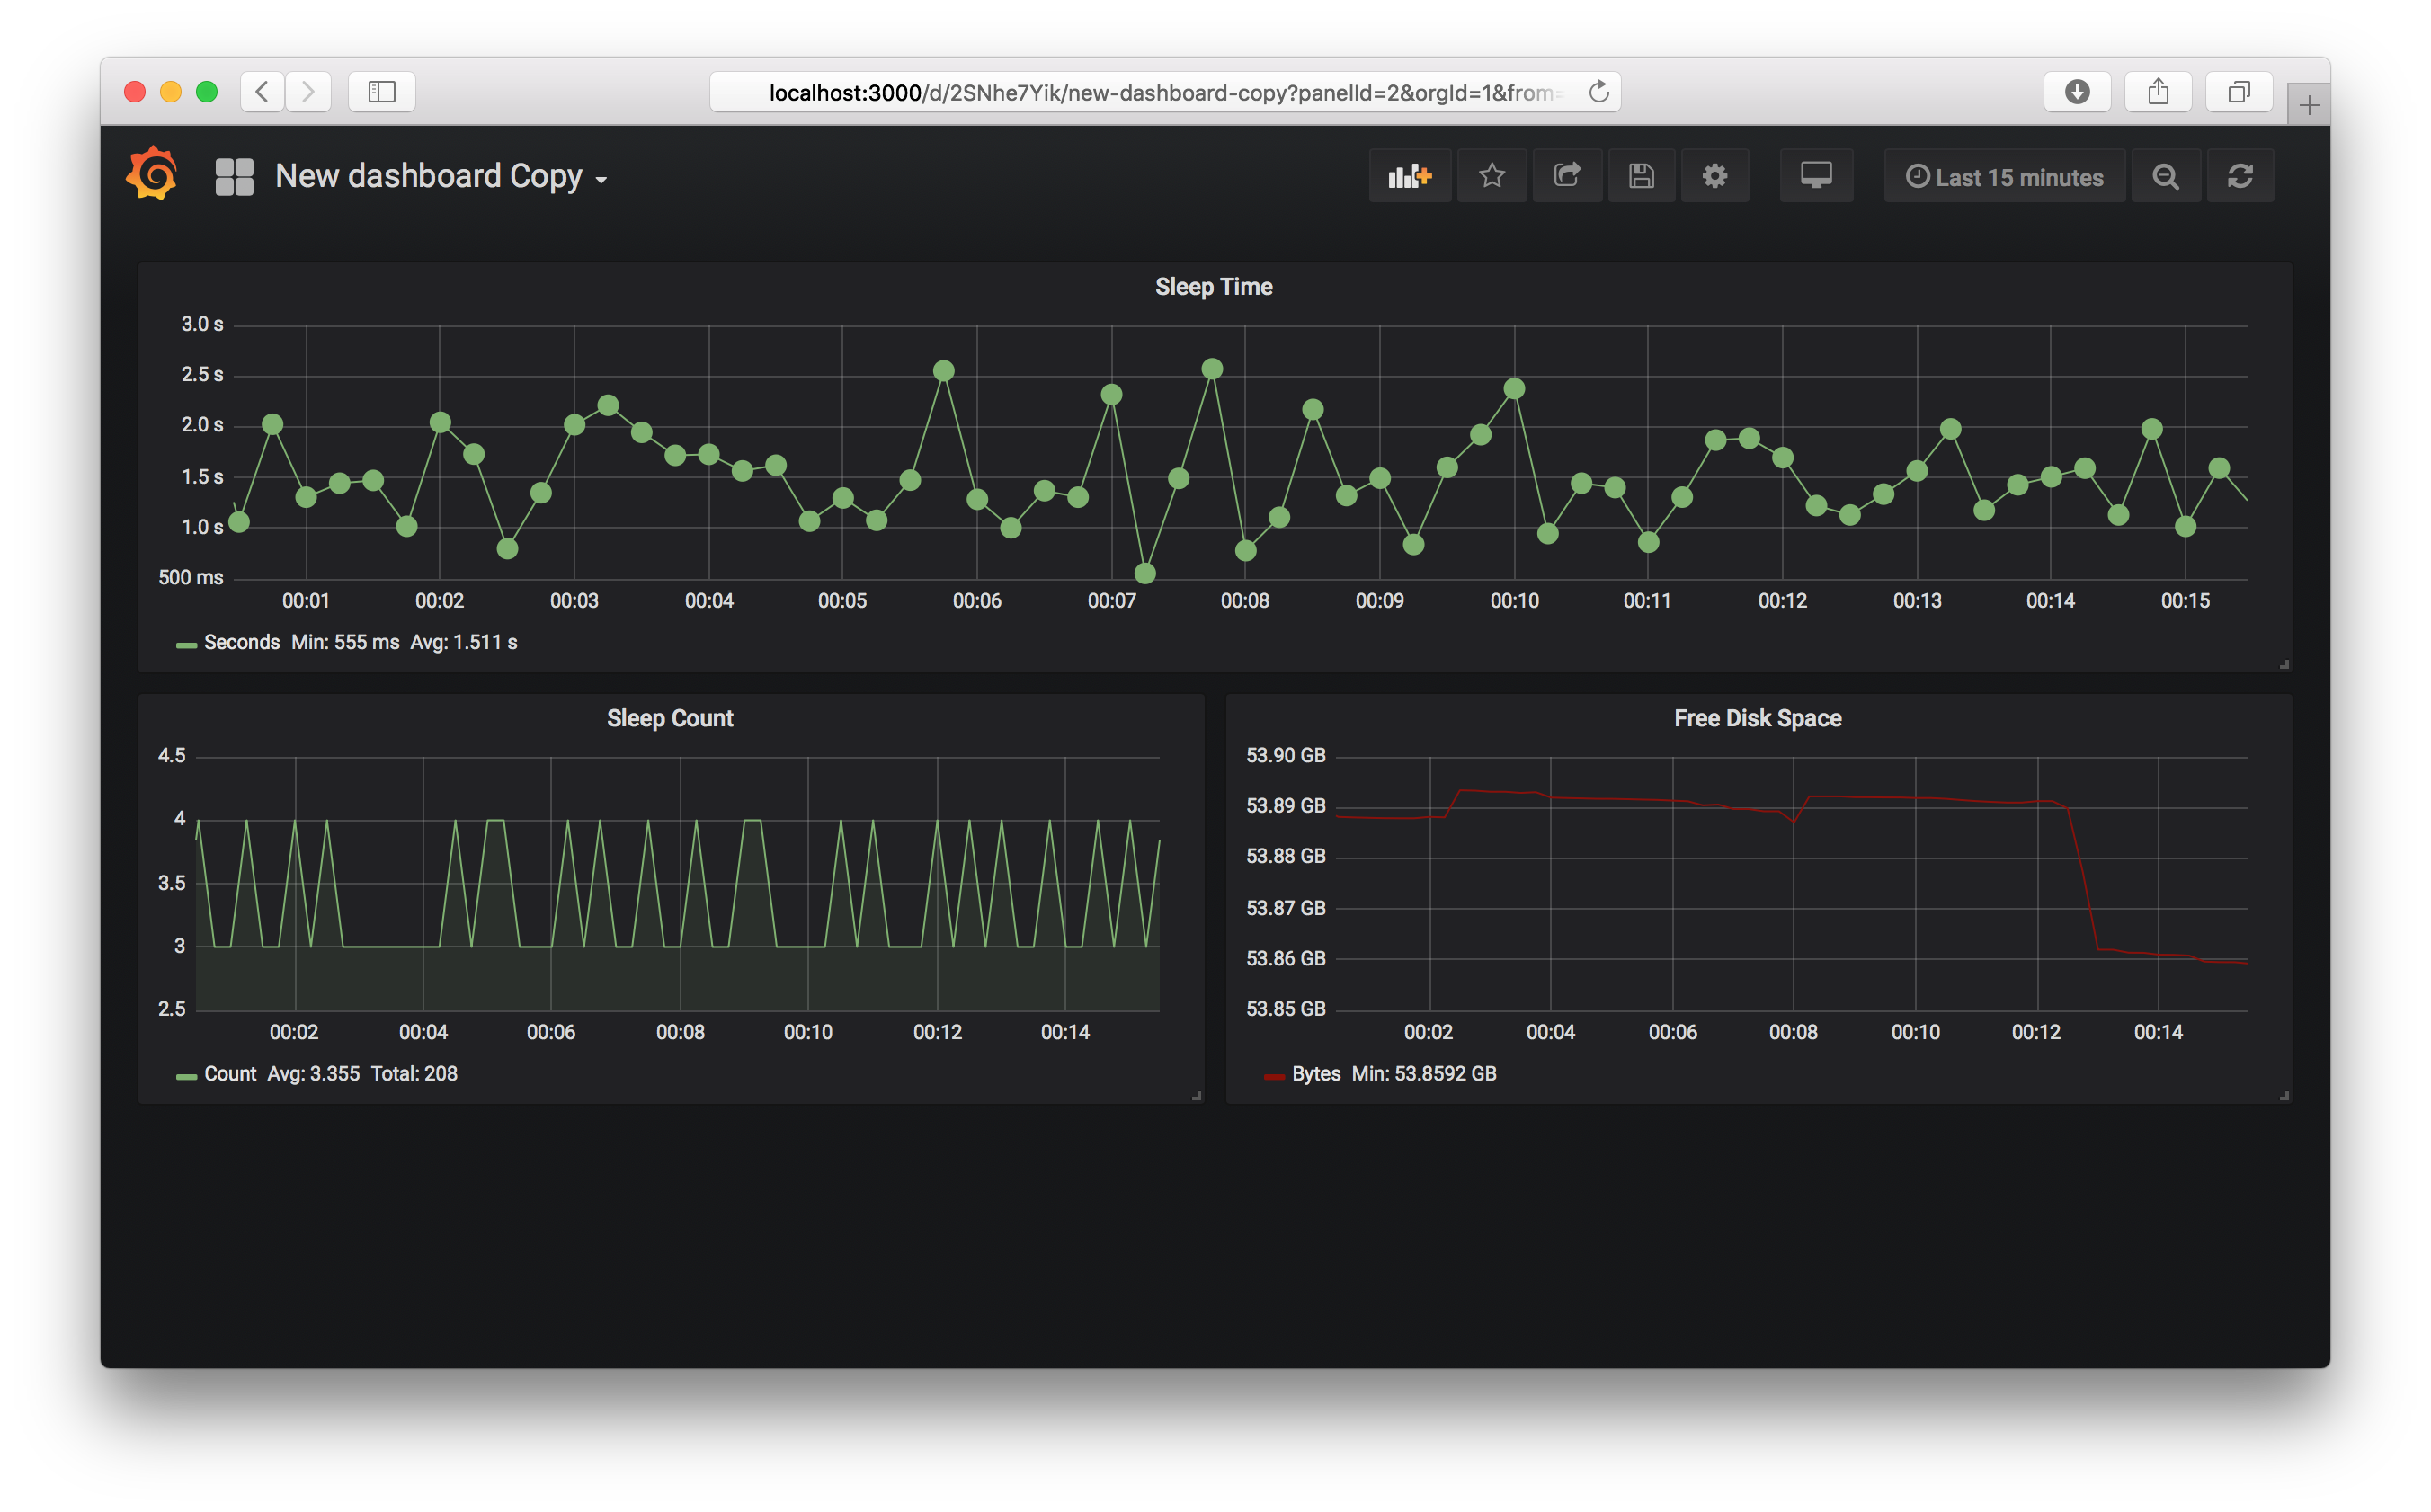 localhost:3000/d/2SNhe7Yik/new-dashboard-copy?panelId=2&orgId=1&from=
New dashboard Copy
Last 15 minutes
Sleep Time
3.0 s
2.5 s
2.0 s
1.5 s
1.0 s
500 ms
00:01 00:02 00:03 00:04 00:05 00:06 00:07 00:08 00:09 00:10 00:11 00:12 00:13 00:14 00:15
Seconds Min: 555 ms Avg: 1.511 s
Sleep Count
4.5
4
3.5
3
2.5
00:02 00:04 00:06 00:08 00:10 00:12 00:14
Count Avg: 3.355 Total: 208
Free Disk Space
53.90 GB
53.89 GB
53.88 GB
53.87 GB
53.86 GB
53.85 GB
00:02 00:04 00:06 00:08 00:10 00:12 00:14
Bytes Min: 53.8592 GB